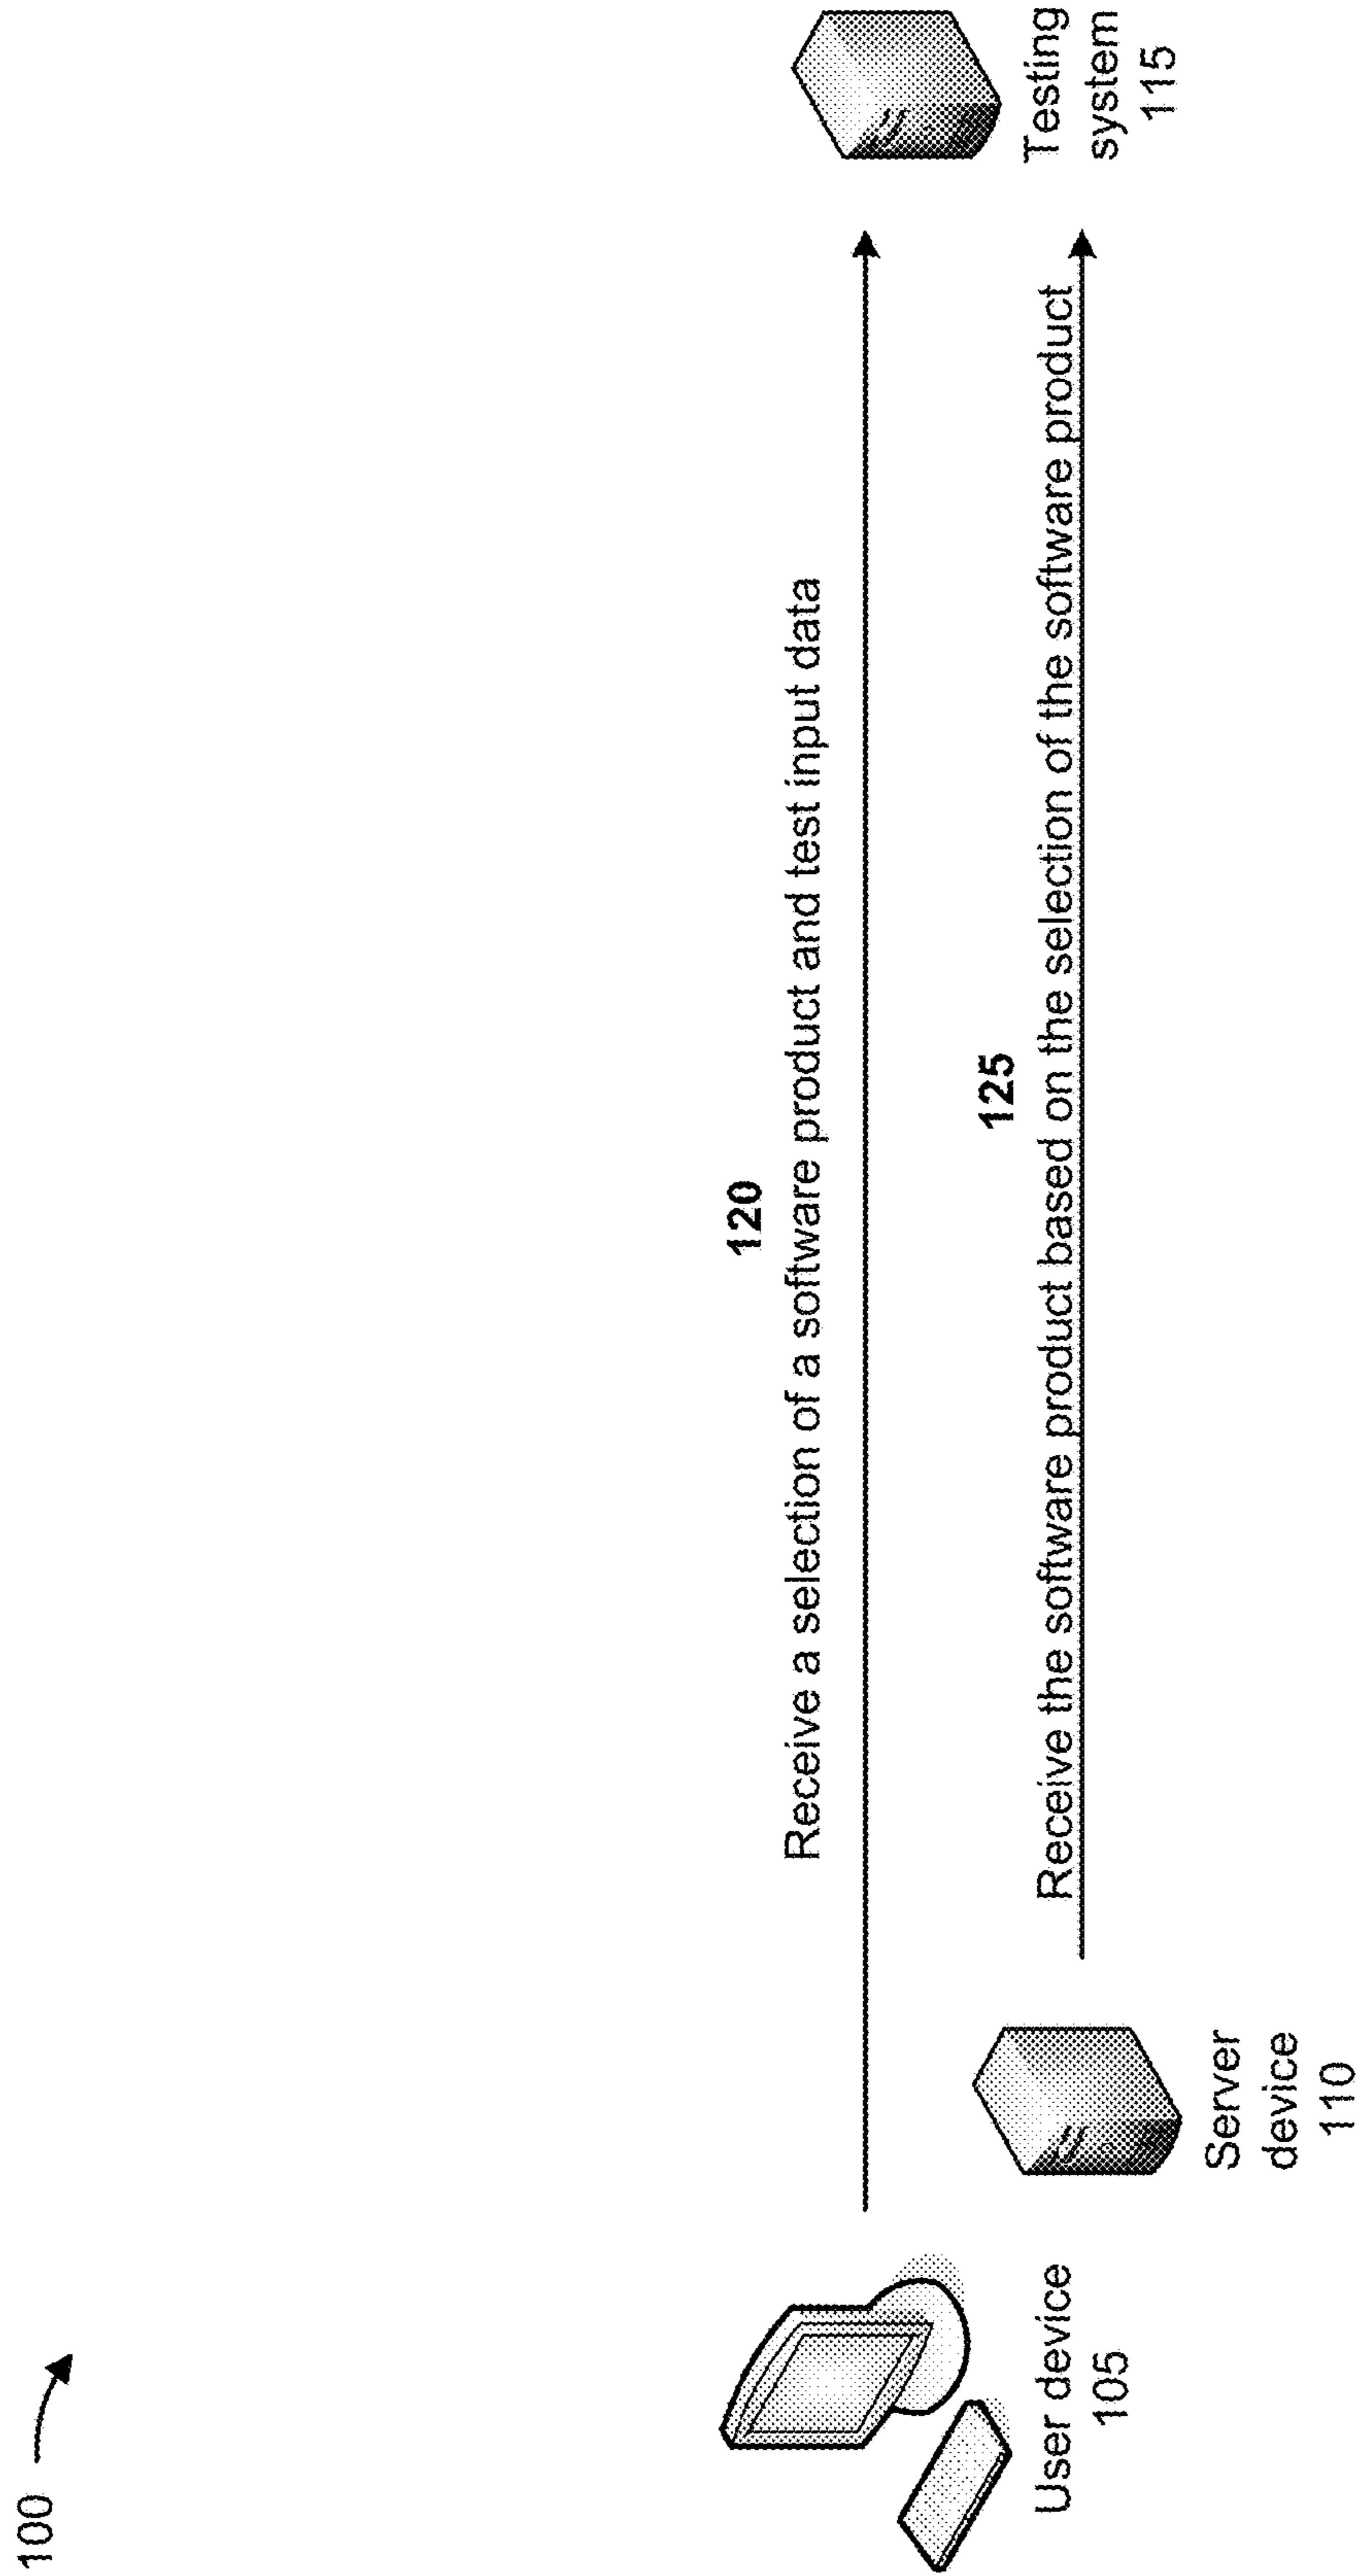 100
120
Receive a selection of a software product and test input data
125
Receive the software product based on the selection of the software product
User device
105
Server
device
110
Testing
system
115